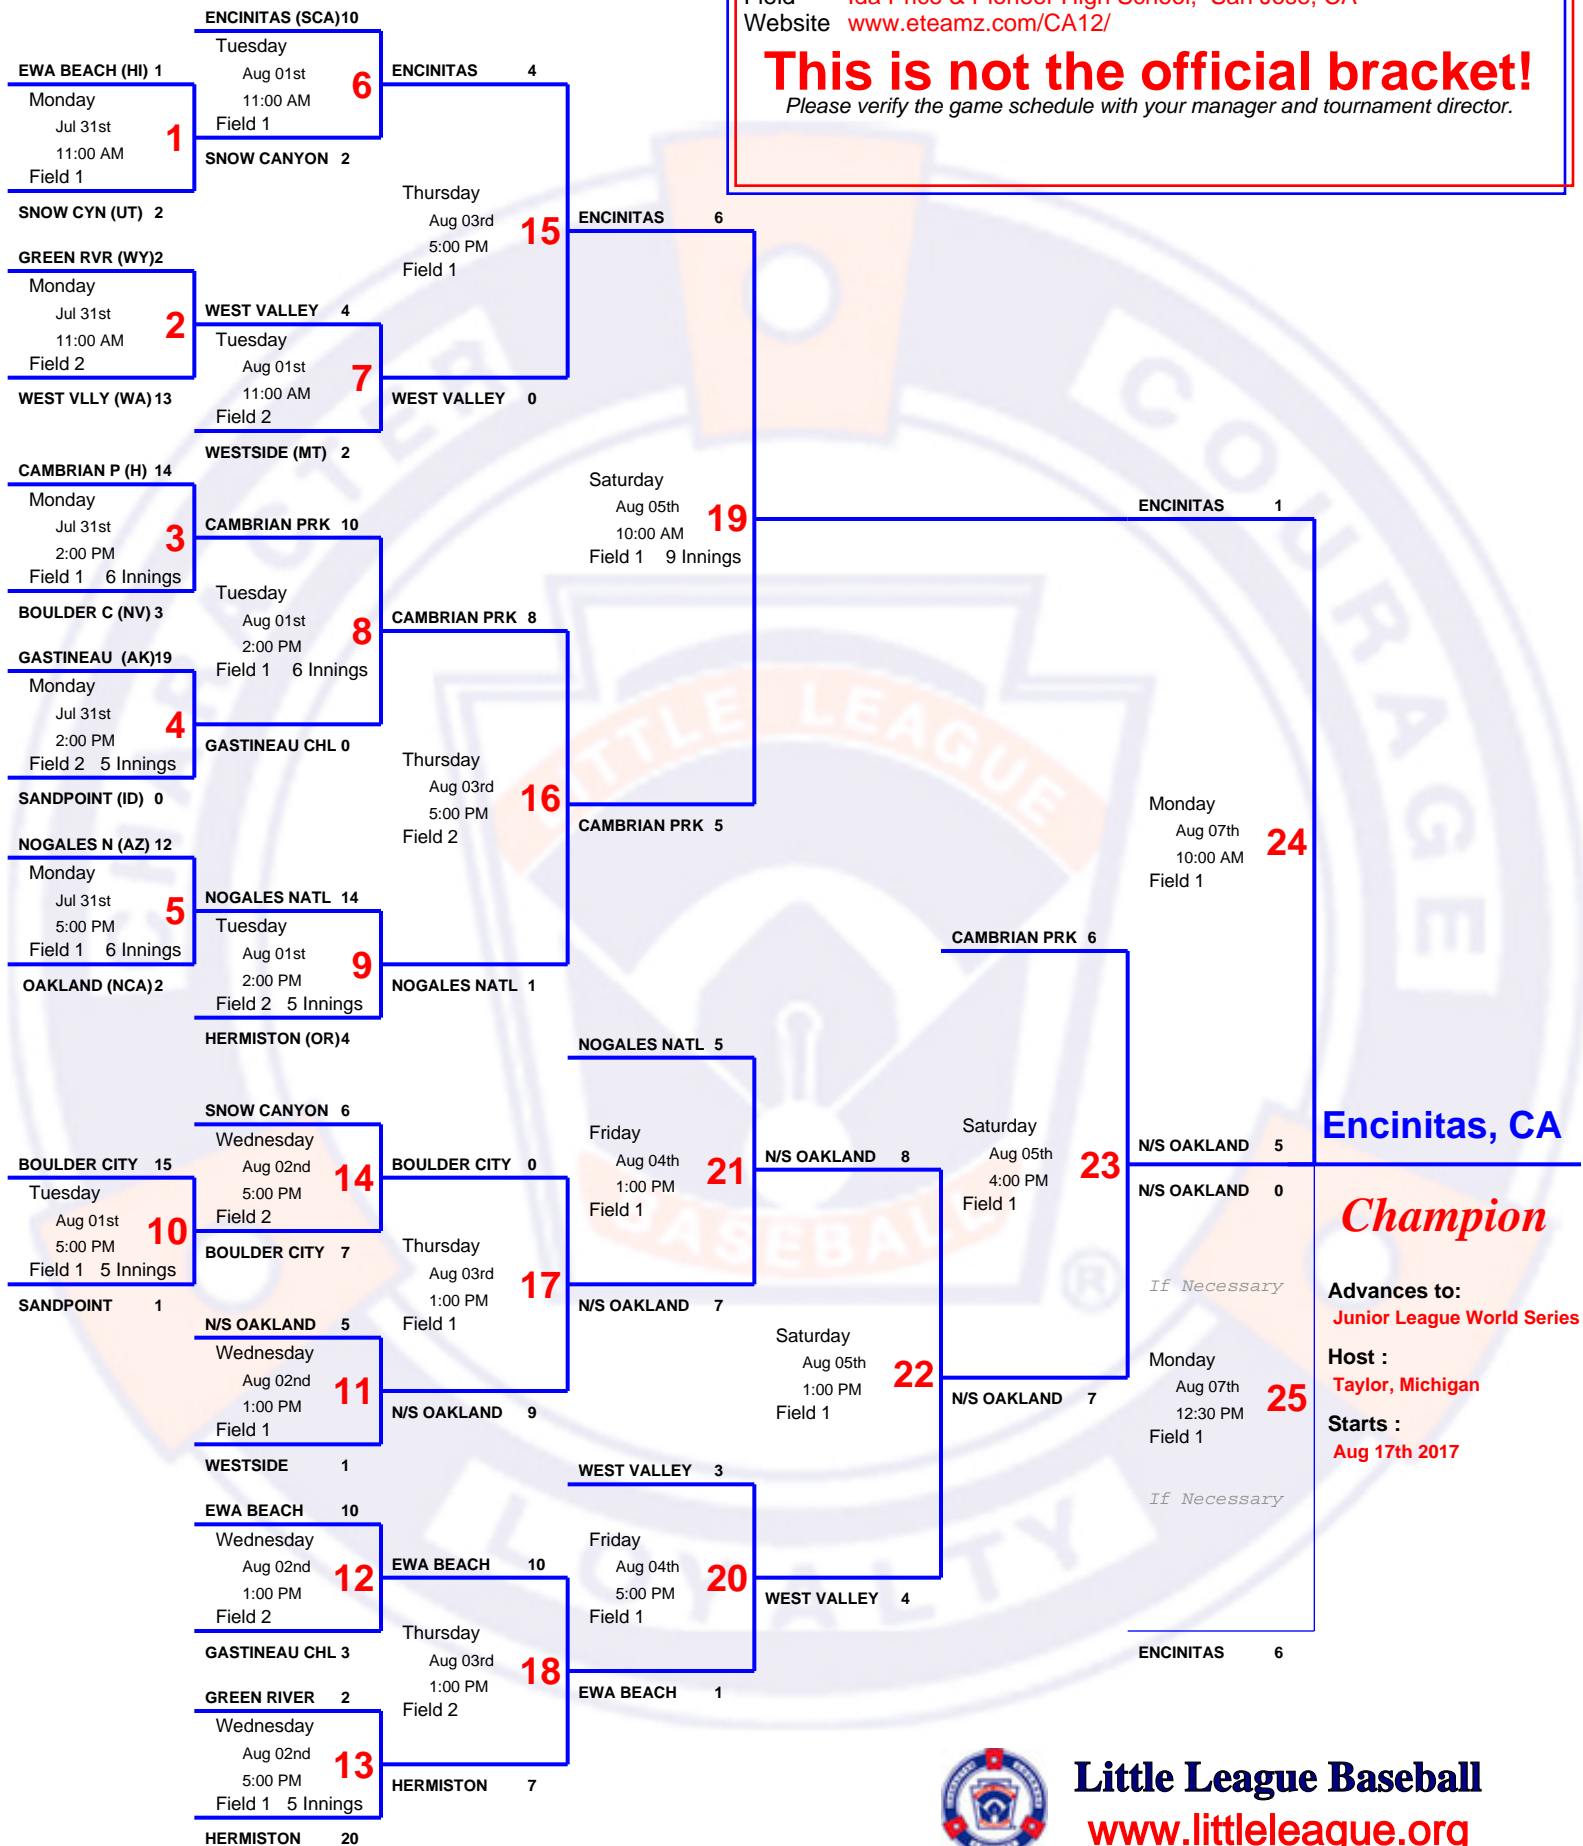 Field Ida Price & Pioneer High School, San Jose, CA
Website www.eteamz.com/CA12/
This is not the official bracket!
Please verify the game schedule with your manager and tournament director.
ENCINITAS (SCA) 10
Tuesday
Aug 01st
11:00 AM
Field 1
6
SNOW CANYON 2
EWA BEACH (HI) 1
Monday
Jul 31st
11:00 AM
Field 1
1
SNOW CYN (UT) 2
GREEN RVR (WY) 2
Monday
Jul 31st
11:00 AM
Field 2
2
WEST VLLY (WA) 13
WEST VALLEY 4
Tuesday
Aug 01st
11:00 AM
Field 2
7
WESTSIDE (MT) 2
ENCINITAS 4
Thursday
Aug 03rd
5:00 PM
Field 1
15
WEST VALLEY 0
CAMBRIAN P (H) 14
Monday
Jul 31st
2:00 PM
Field 1 6 Innings
3
BOULDER C (NV) 3
CAMBRIAN PRK 10
Tuesday
Aug 01st
2:00 PM
Field 1 6 Innings
8
GASTINEAU CHL 0
GASTINEAU (AK) 19
Monday
Jul 31st
2:00 PM
Field 2 5 Innings
4
SANDPOINT (ID) 0
NOGALES N (AZ) 12
Monday
Jul 31st
5:00 PM
Field 1 6 Innings
5
OAKLAND (NCA) 2
NOGALES NATL 14
Tuesday
Aug 01st
2:00 PM
Field 2 5 Innings
9
HERMISTON (OR) 4
CAMBRIAN PRK 8
Thursday
Aug 03rd
5:00 PM
Field 2
16
NOGALES NATL 1
ENCINITAS 6
Saturday
Aug 05th
10:00 AM
Field 1 9 Innings
19
CAMBRIAN PRK 5
BOULDER CITY 15
Tuesday
Aug 01st
5:00 PM
Field 1 5 Innings
10
SANDPOINT 1
SNOW CANYON 6
Wednesday
Aug 02nd
5:00 PM
Field 2
14
BOULDER CITY 7
N/S OAKLAND 5
Wednesday
Aug 02nd
1:00 PM
Field 1
11
WESTSIDE 1
EWA BEACH 10
Wednesday
Aug 02nd
1:00 PM
Field 2
12
GASTINEAU CHL 3
GREEN RIVER 2
Wednesday
Aug 02nd
5:00 PM
Field 1 5 Innings
13
HERMISTON 20
BOULDER CITY 0
Thursday
Aug 03rd
1:00 PM
Field 1
17
N/S OAKLAND 9
EWA BEACH 10
Thursday
Aug 03rd
1:00 PM
Field 2
18
HERMISTON 7
NOGALES NATL 5
Friday
Aug 04th
1:00 PM
Field 1
21
N/S OAKLAND 7
WEST VALLEY 3
Friday
Aug 04th
5:00 PM
Field 1
20
EWA BEACH 1
N/S OAKLAND 8
Saturday
Aug 05th
1:00 PM
Field 1
22
WEST VALLEY 4
CAMBRIAN PRK 6
Saturday
Aug 05th
4:00 PM
Field 1
23
N/S OAKLAND 7
ENCINITAS 1
Monday
Aug 07th
10:00 AM
Field 1
24
N/S OAKLAND 5
N/S OAKLAND 0
If Necessary
Monday
Aug 07th
12:30 PM
Field 1
25
If Necessary
ENCINITAS 6
Encinitas, CA
Champion
Advances to:
Junior League World Series
Host :
Taylor, Michigan
Starts :
Aug 17th 2017
CHARACTER
COURAGE
LOYALTY
LITTLE LEAGUE
BASEBALL
®
Little League Baseball
www.littleleague.org